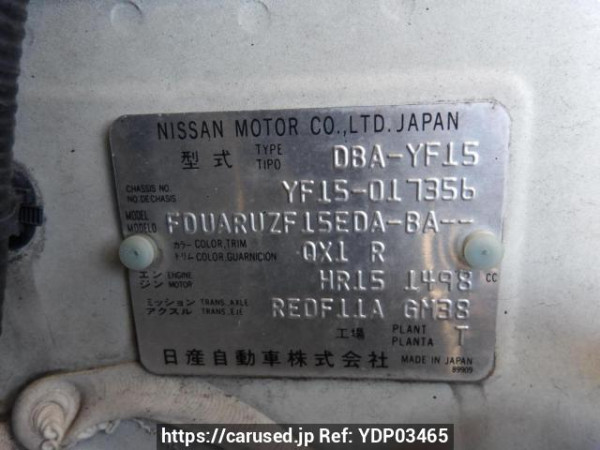 NISSAN MOTOR CO.,LTD. JAPAN
型式 TYPE TIPO DBA-YF15
CHASSIS NO. NO.DE CHASIS. YF15-017356
MODEL MODELO FDUARUZF15EDA-BA--
カラー COLOR, TRIM トリム COLOR, GUARNICION QX1 R
エンジン ENGINE MOTOR HR15 1498 cc
ミッション TRANS. AXLE アクスル TRANS. EJE RE0F11A GM38
工場 PLANT PLANTA T
日産自動車株式会社 MADE IN JAPAN
89909
https://carused.jp Ref: YDP03465